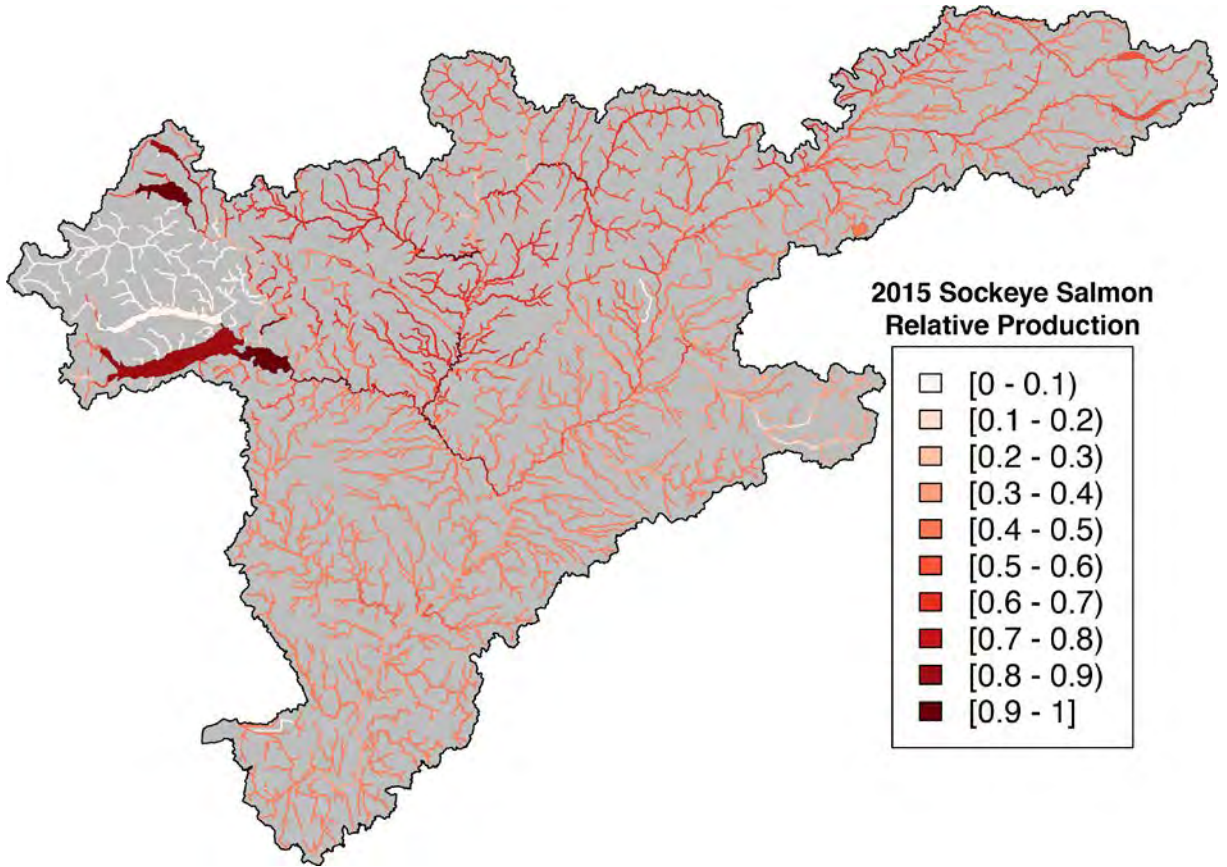 2015 Sockeye Salmon
Relative Production
[0 - 0.1)
[0.1 - 0.2)
[0.2 - 0.3)
[0.3 - 0.4)
[0.4 - 0.5)
[0.5 - 0.6)
[0.6 - 0.7)
[0.7 - 0.8)
[0.8 - 0.9)
[0.9 - 1]